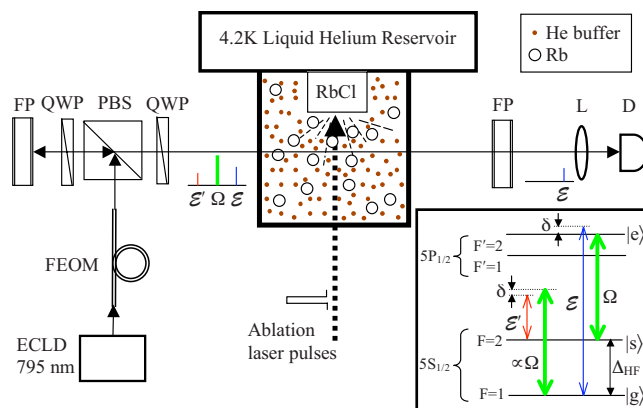 4.2K Liquid Helium Reservoir
He buffer
Rb
RbCl
FP QWP PBS QWP
FP L D
ℰ′ Ω ℰ
ℰ
FEOM
ECLD
795 nm
Ablation
laser pulses
δ
|e⟩
5P1/2
F′=2
F′=1
δ
ℰ′
ℰ
Ω
∝Ω
5S1/2
F=2
|s⟩
ΔHF
F=1
|g⟩